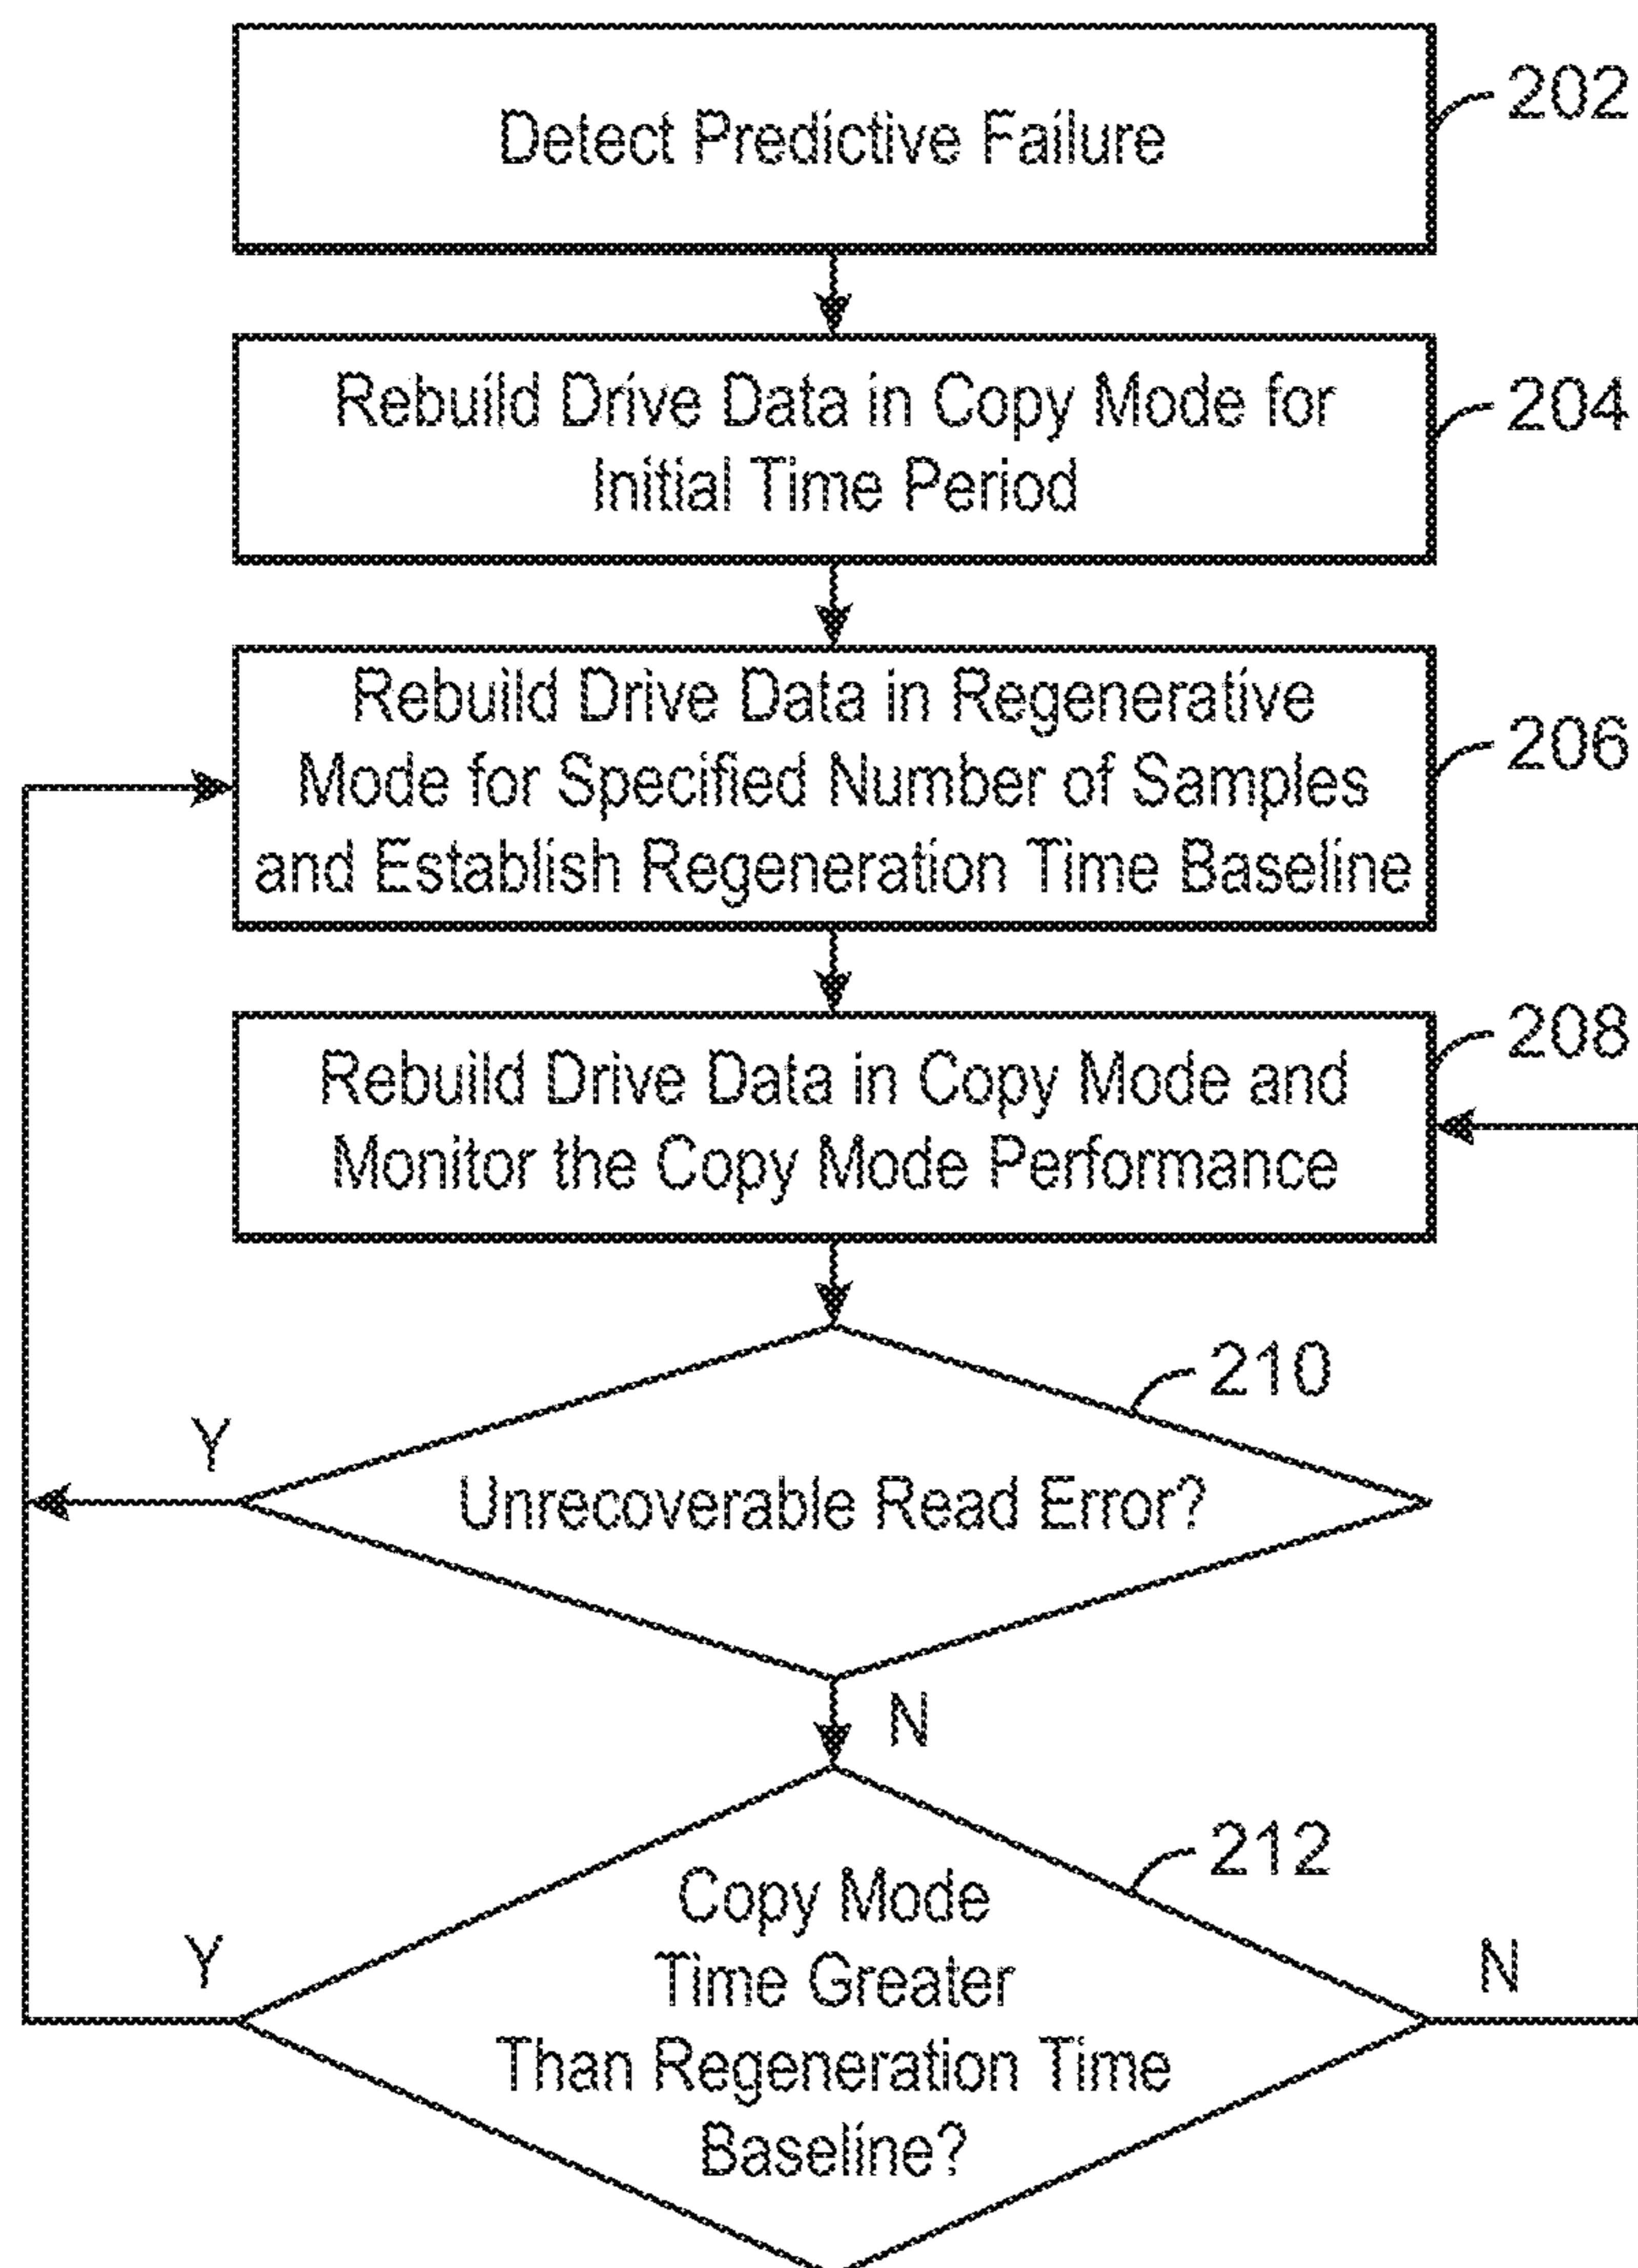 Detect Predictive Failure
202
Rebuild Drive Data in Copy Mode for
Initial Time Period
204
Rebuild Drive Data in Regenerative
Mode for Specified Number of Samples
and Establish Regeneration Time Baseline
206
Rebuild Drive Data in Copy Mode and
Monitor the Copy Mode Performance
208
210
Y
Unrecoverable Read Error?
N
212
Copy Mode
Time Greater
Than Regeneration Time
Baseline?
Y
N